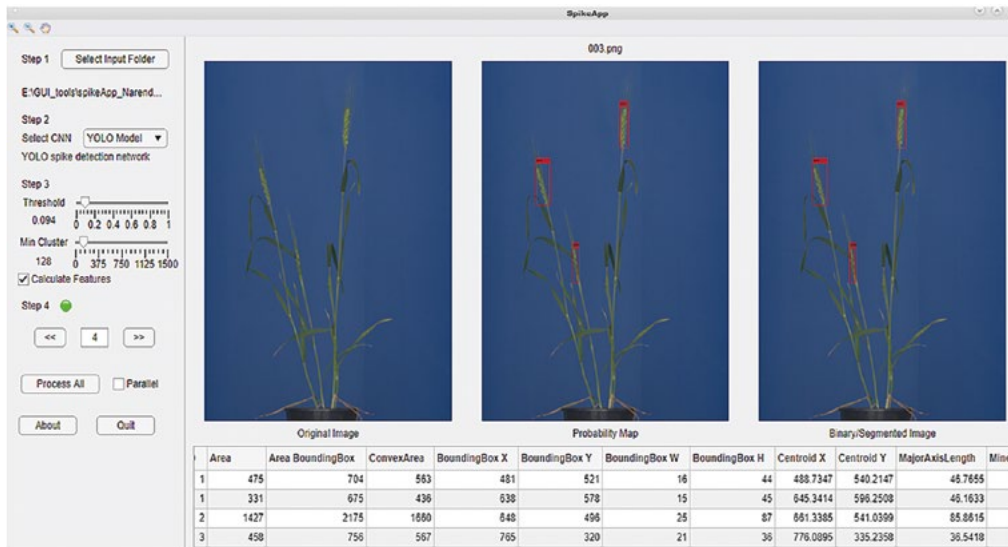 SpikeApp
Step 1
Select Input Folder
E:\GUI_tools\spikeApp_Narend...
Step 2
Select CNN
YOLO Model
YOLO spike detection network
Step 3
Threshold
0.094
0 0.2 0.4 0.6 0.8 1
Min Cluster
128
0 375 750 1125 1500
Calculate Features
Step 4
<<
4
>>
Process All
Parallel
About
Quit
003.png
Original Image
Probability Map
Binary/Segmented Image
Area Area BoundingBox ConvexArea BoundingBox X BoundingBox Y BoundingBox W BoundingBox H Centroid X Centroid Y MajorAxisLength
1 475 704 563 481 521 16 44 488.7347 540.2147 46.7655
1 331 675 436 638 578 15 45 645.3414 596.2508 46.1633
2 1427 2175 1660 648 496 25 87 661.3385 541.0399 85.8615
3 458 756 567 765 320 21 36 776.0895 335.2358 36.5418